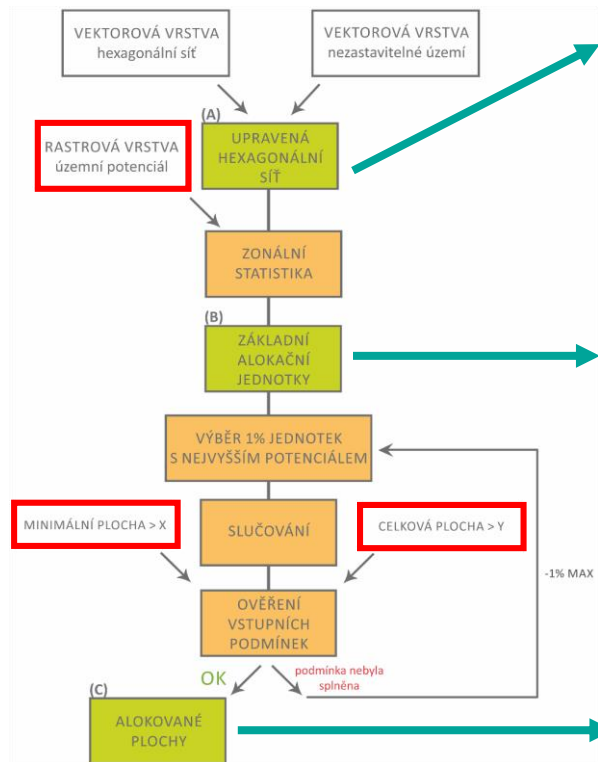 VEKTOROVÁ VRSTVA
hexagonální síť
VEKTOROVÁ VRSTVA
nezastavitelné území
(A)
UPRAVENÁ
HEXAGONÁLNÍ
SÍŤ
RASTROVÁ VRSTVA
územní potenciál
ZONÁLNÍ
STATISTIKA
(B)
ZÁKLADNÍ
ALOKAČNÍ
JEDNOTKY
VÝBĚR 1% JEDNOTEK
S NEJVYŠŠÍM POTENCIÁLEM
MINIMÁLNÍ PLOCHA > X
SLUČOVÁNÍ
CELKOVÁ PLOCHA > Y
-1% MAX
OVĚŘENÍ
VSTUPNÍCH
PODMÍNEK
OK
podmínka nebyla
splněna
(C)
ALOKOVANÉ
PLOCHY